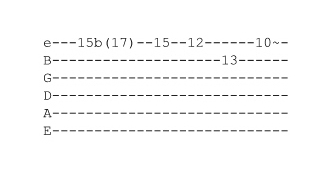 e---15b(17)--15--12------10~-
B--------------------13------
G----------------------------
D----------------------------
A----------------------------
E----------------------------